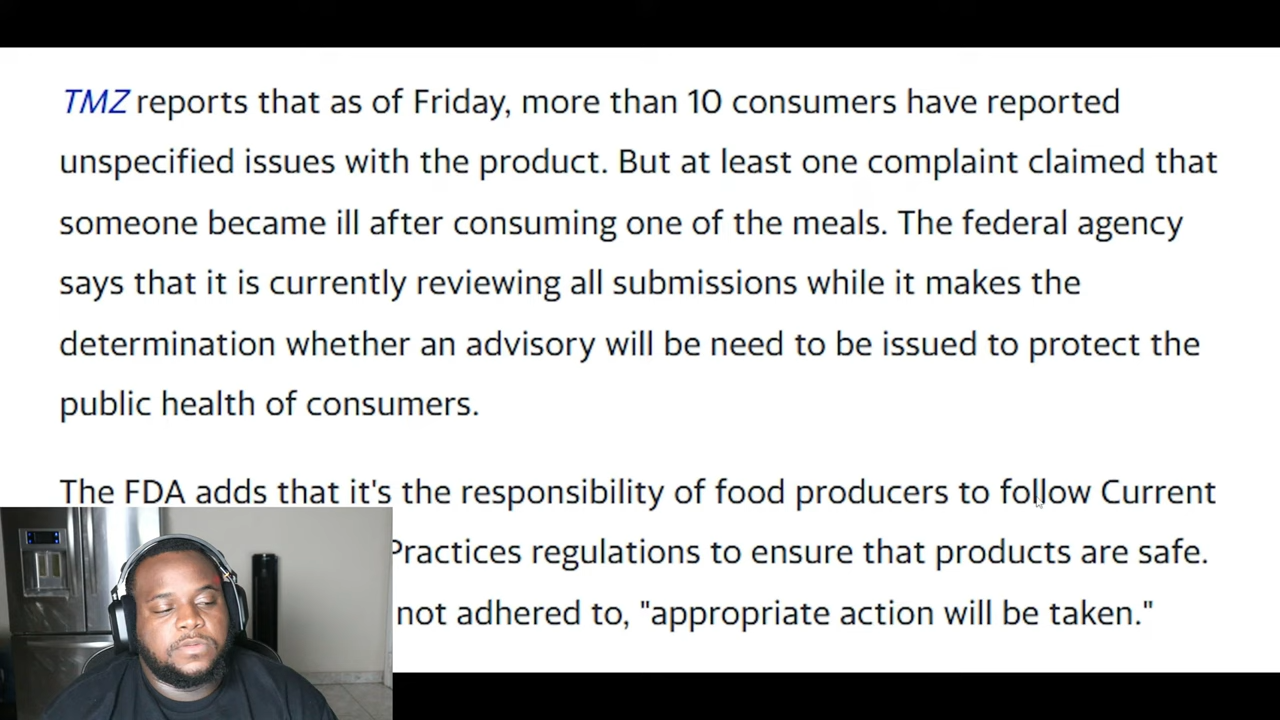 TMZ reports that as of Friday, more than 10 consumers have reported
unspecified issues with the product. But at least one complaint claimed that
someone became ill after consuming one of the meals. The federal agency
says that it is currently reviewing all submissions while it makes the
determination whether an advisory will be need to be issued to protect the
public health of consumers.
The FDA adds that it's the responsibility of food producers to follow Current
Practices regulations to ensure that products are safe.
not adhered to, "appropriate action will be taken."